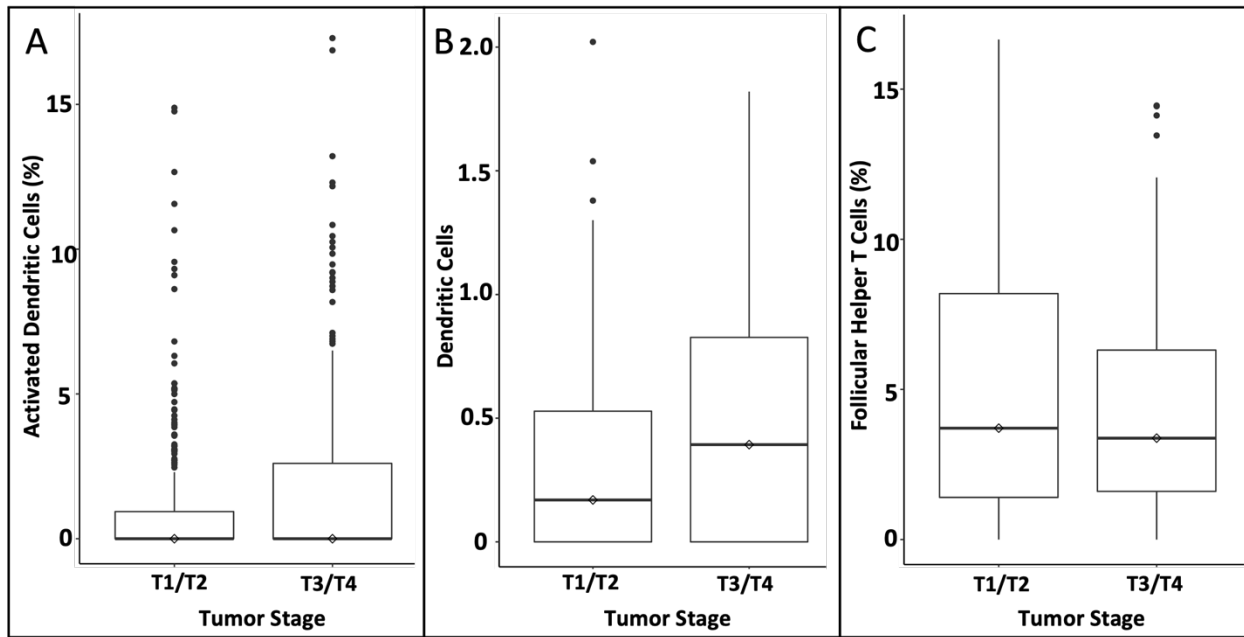 A
Activated Dendritic Cells (%)
15
10
5
0
T1/T2 T3/T4
Tumor Stage
B
Dendritic Cells
2.0
1.5
1.0
0.5
0
T1/T2 T3/T4
Tumor Stage
C
Follicular Helper T Cells (%)
15
10
5
0
T1/T2 T3/T4
Tumor Stage